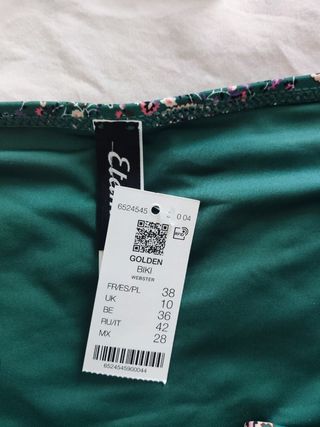 6524545
0 04
GOLDEN
BIKI
WEBSTER
FR/ES/PL 38
UK 10
BE 36
RU/IT 42
MX 28
6524545900044